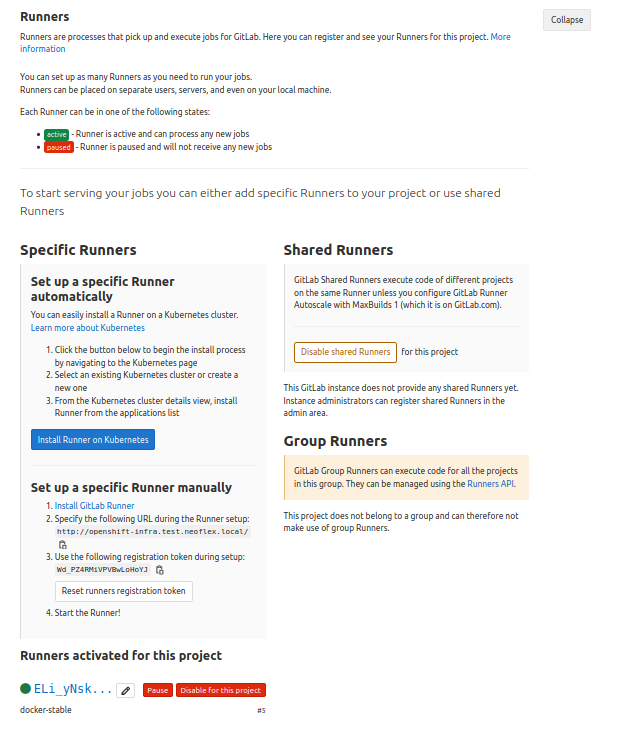 Runners
Collapse
Runners are processes that pick up and execute jobs for GitLab. Here you can register and see your Runners for this project. More
information
You can set up as many Runners as you need to run your jobs.
Runners can be placed on separate users, servers, and even on your local machine.
Each Runner can be in one of the following states:
• active - Runner is active and can process any new jobs
• paused - Runner is paused and will not receive any new jobs
To start serving your jobs you can either add specific Runners to your project or use shared
Runners
Specific Runners
Set up a specific Runner
automatically
You can easily install a Runner on a Kubernetes cluster.
Learn more about Kubernetes
1. Click the button below to begin the install process
by navigating to the Kubernetes page
2. Select an existing Kubernetes cluster or create a
new one
3. From the Kubernetes cluster details view, install
Runner from the applications list
Install Runner on Kubernetes
Set up a specific Runner manually
1. Install GitLab Runner
2. Specify the following URL during the Runner setup:
http://openshift-infra.test.neoflex.local/
3. Use the following registration token during setup:
Wd_PZ4RMiVPVBwLoHoYJ
Reset runners registration token
4. Start the Runner!
Shared Runners
GitLab Shared Runners execute code of different projects
on the same Runner unless you configure GitLab Runner
Autoscale with MaxBuilds 1 (which it is on GitLab.com).
Disable shared Runners for this project
This GitLab instance does not provide any shared Runners yet.
Instance administrators can register shared Runners in the
admin area.
Group Runners
GitLab Group Runners can execute code for all the projects
in this group. They can be managed using the Runners API.
This project does not belong to a group and can therefore not
make use of group Runners.
Runners activated for this project
ELi_yNsk... Pause Disable for this project
docker-stable #5